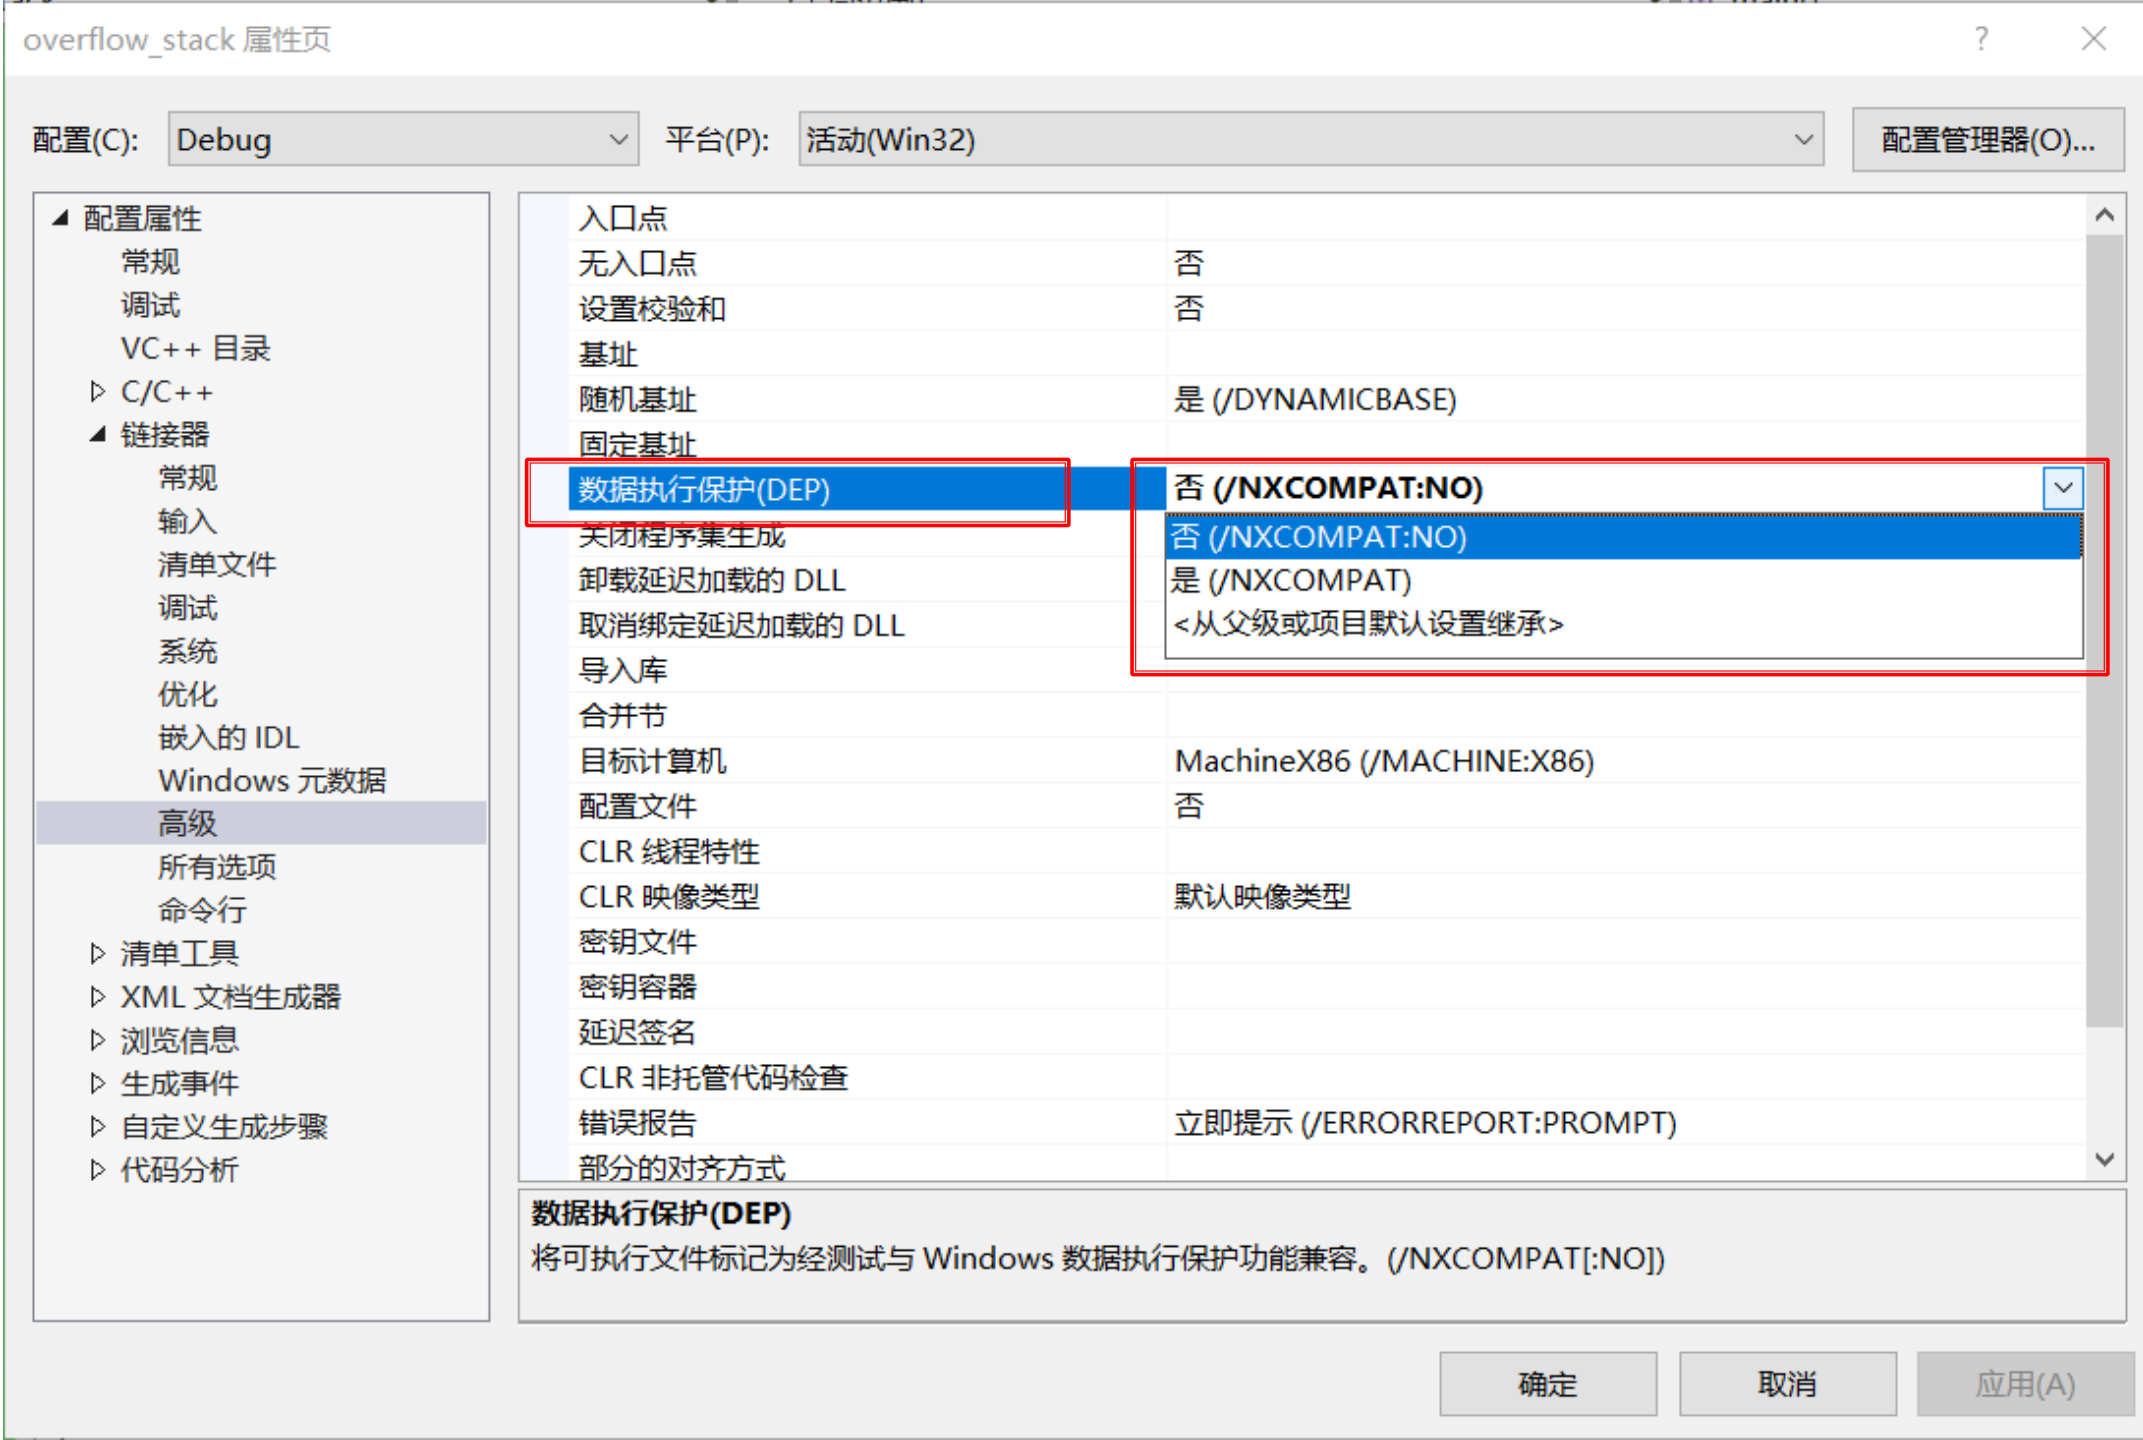 overflow_stack 属性页
配置(C): Debug 平台(P): 活动(Win32) 配置管理器(O)...
配置属性
常规
调试
VC++ 目录
C/C++
链接器
常规
输入
清单文件
调试
系统
优化
嵌入的 IDL
Windows 元数据
高级
所有选项
命令行
清单工具
XML 文档生成器
浏览信息
生成事件
自定义生成步骤
代码分析
入口点
无入口点 否
设置校验和 否
基址
随机基址 是 (/DYNAMICBASE)
固定基址
数据执行保护(DEP) 否 (/NXCOMPAT:NO)
关闭程序集生成 否 (/NXCOMPAT:NO)
卸载延迟加载的 DLL 是 (/NXCOMPAT)
取消绑定延迟加载的 DLL <从父级或项目默认设置继承>
导入库
合并节
目标计算机 MachineX86 (/MACHINE:X86)
配置文件 否
CLR 线程特性
CLR 映像类型 默认映像类型
密钥文件
密钥容器
延迟签名
CLR 非托管代码检查
错误报告 立即提示 (/ERRORREPORT:PROMPT)
部分的对齐方式
数据执行保护(DEP)
将可执行文件标记为经测试与 Windows 数据执行保护功能兼容。(/NXCOMPAT[:NO])
确定 取消 应用(A)